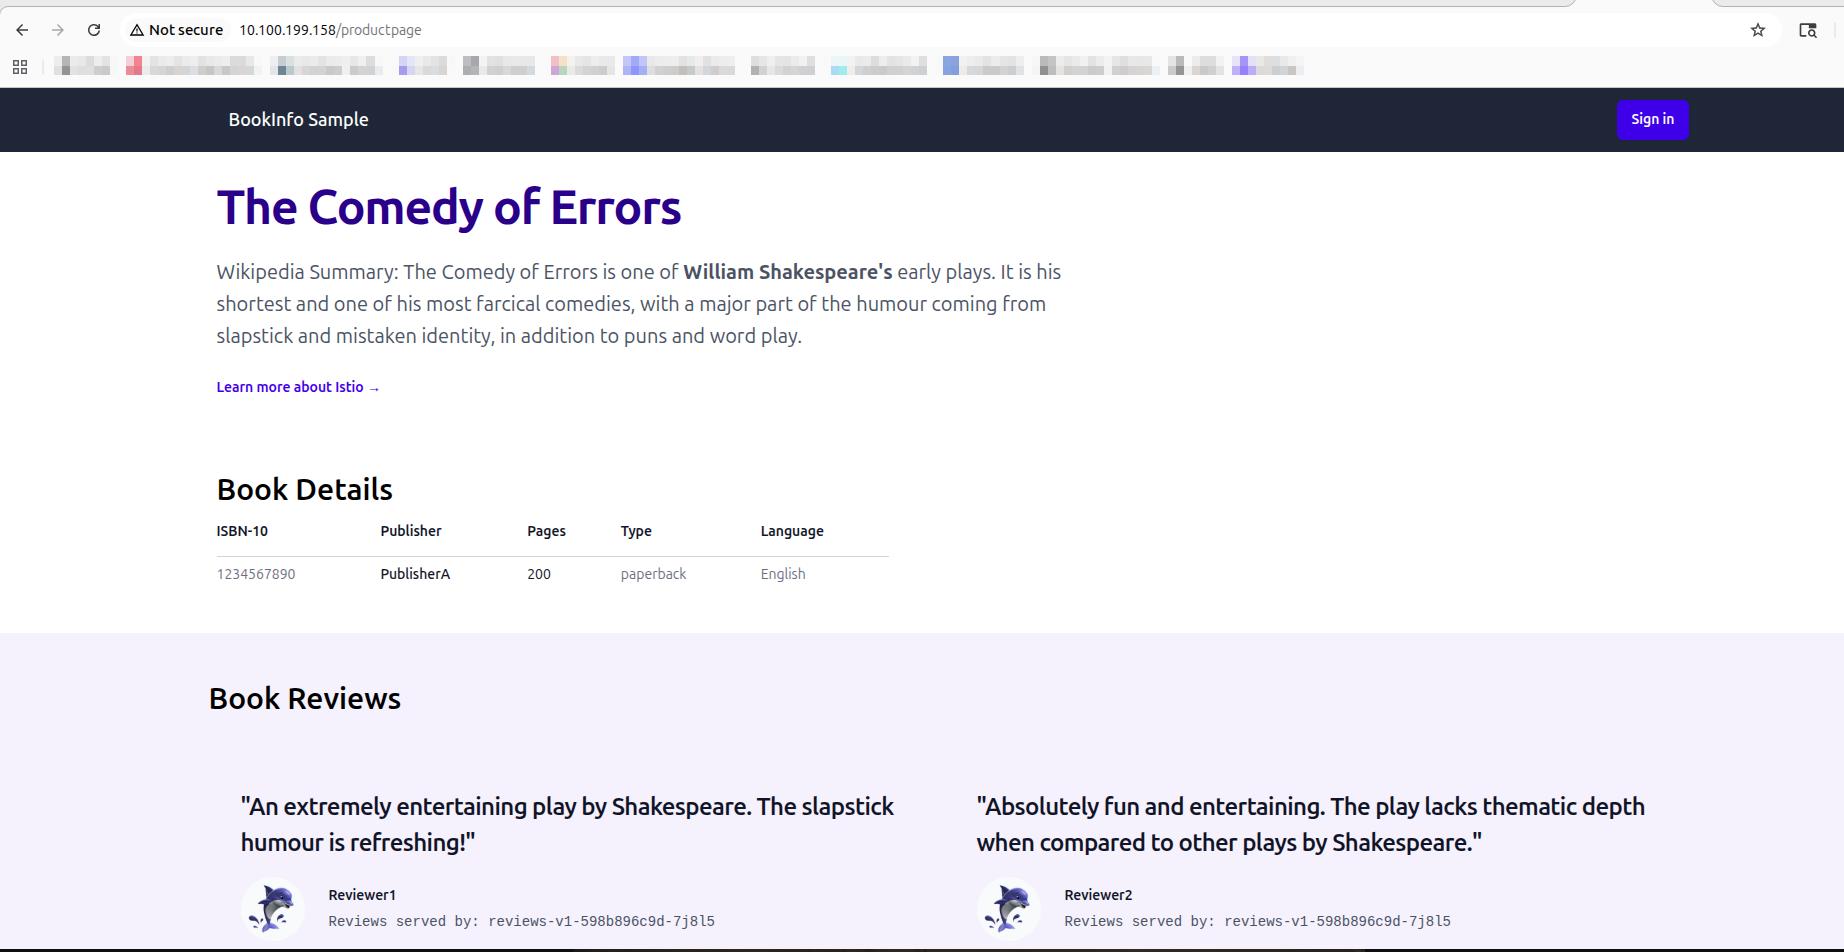 Not secure 10.100.199.158/productpage
BookInfo Sample
Sign in
The Comedy of Errors
Wikipedia Summary: The Comedy of Errors is one of William Shakespeare's early plays. It is his
shortest and one of his most farcical comedies, with a major part of the humour coming from
slapstick and mistaken identity, in addition to puns and word play.
Learn more about Istio →
Book Details
ISBN-10 Publisher Pages Type Language
1234567890 PublisherA 200 paperback English
Book Reviews
"An extremely entertaining play by Shakespeare. The slapstick
humour is refreshing!"
Reviewer1
Reviews served by: reviews-v1-598b896c9d-7j8l5
"Absolutely fun and entertaining. The play lacks thematic depth
when compared to other plays by Shakespeare."
Reviewer2
Reviews served by: reviews-v1-598b896c9d-7j8l5